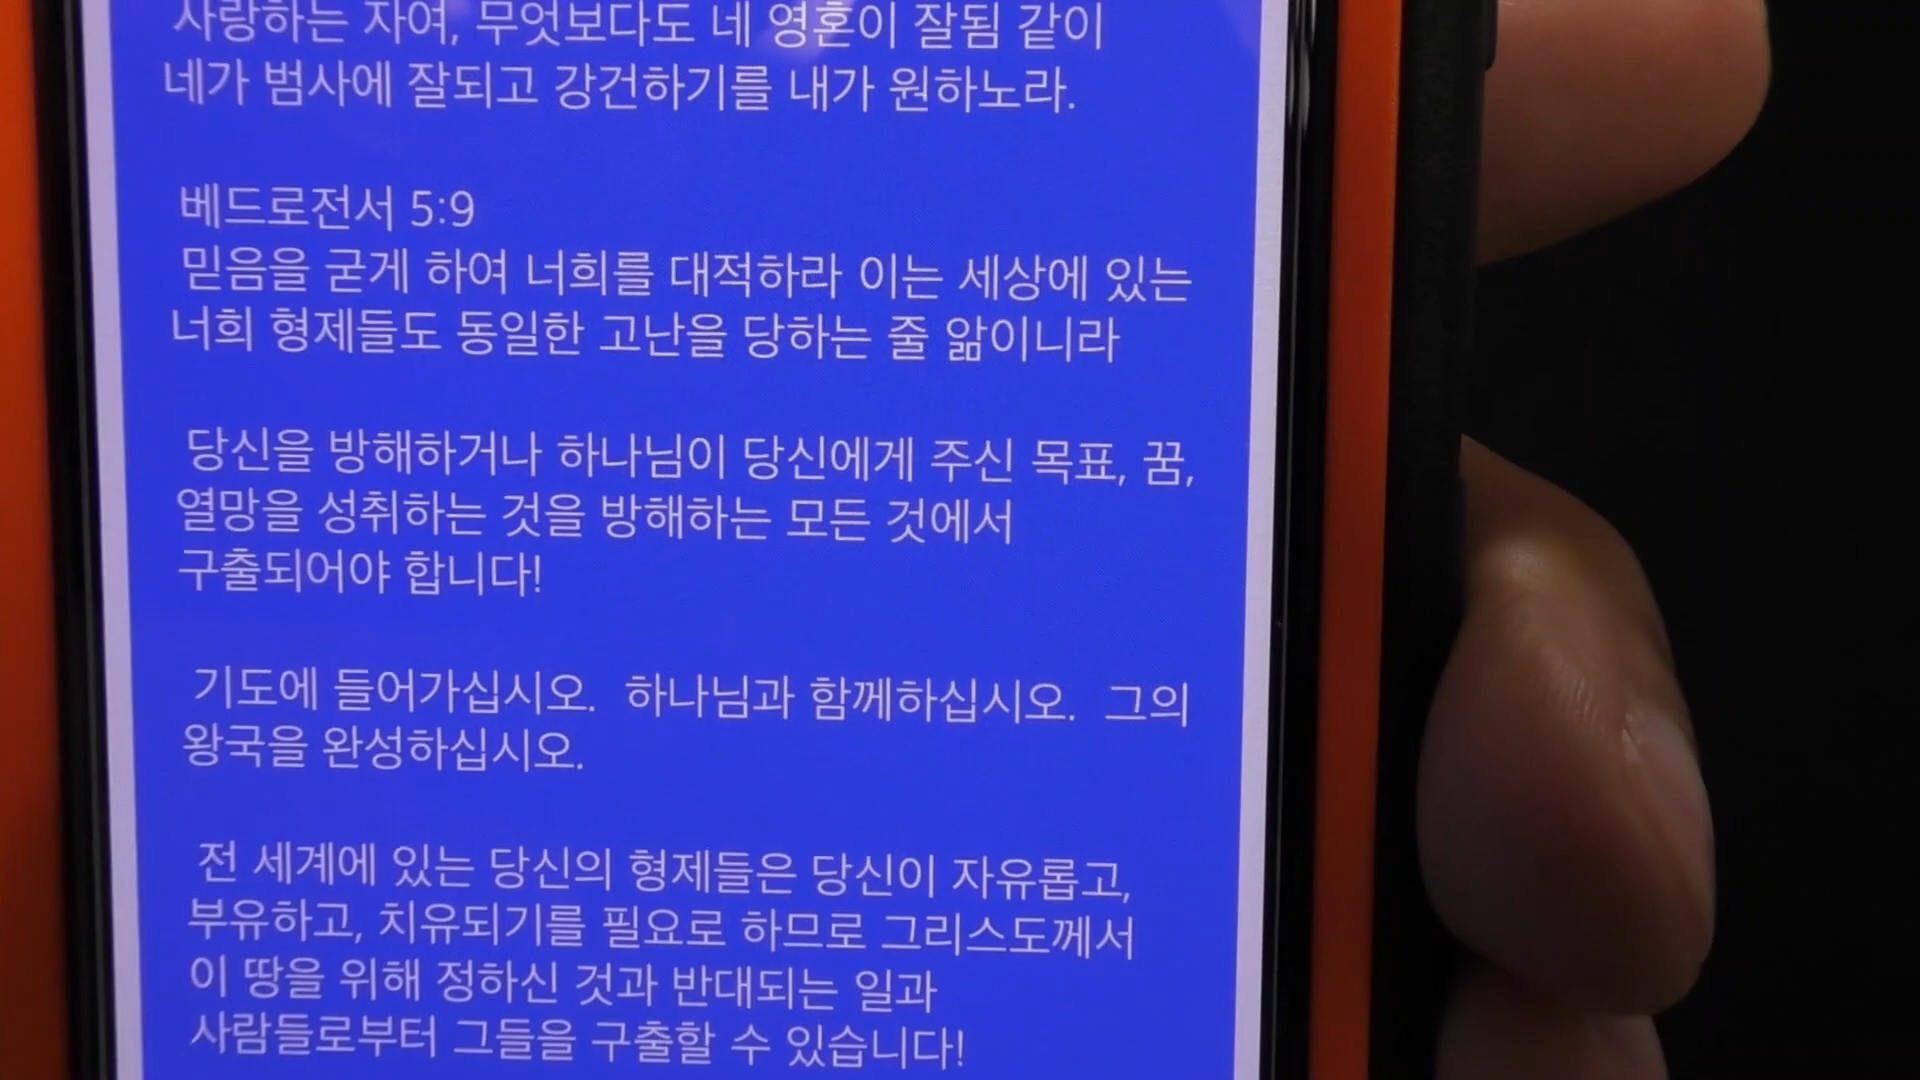 사랑하는 자여, 무엇보다도 네 영혼이 잘됨 같이
네가 범사에 잘되고 강건하기를 내가 원하노라.
베드로전서 5:9
믿음을 굳게 하여 너희를 대적하라 이는 세상에 있는
너희 형제들도 동일한 고난을 당하는 줄 앎이니라
당신을 방해하거나 하나님이 당신에게 주신 목표, 꿈,
열망을 성취하는 것을 방해하는 모든 것에서
구출되어야 합니다!
기도에 들어가십시오. 하나님과 함께하십시오. 그의
왕국을 완성하십시오.
전 세계에 있는 당신의 형제들은 당신이 자유롭고,
부유하고, 치유되기를 필요로 하므로 그리스도께서
이 땅을 위해 정하신 것과 반대되는 일과
사람들로부터 그들을 구출할 수 있습니다!